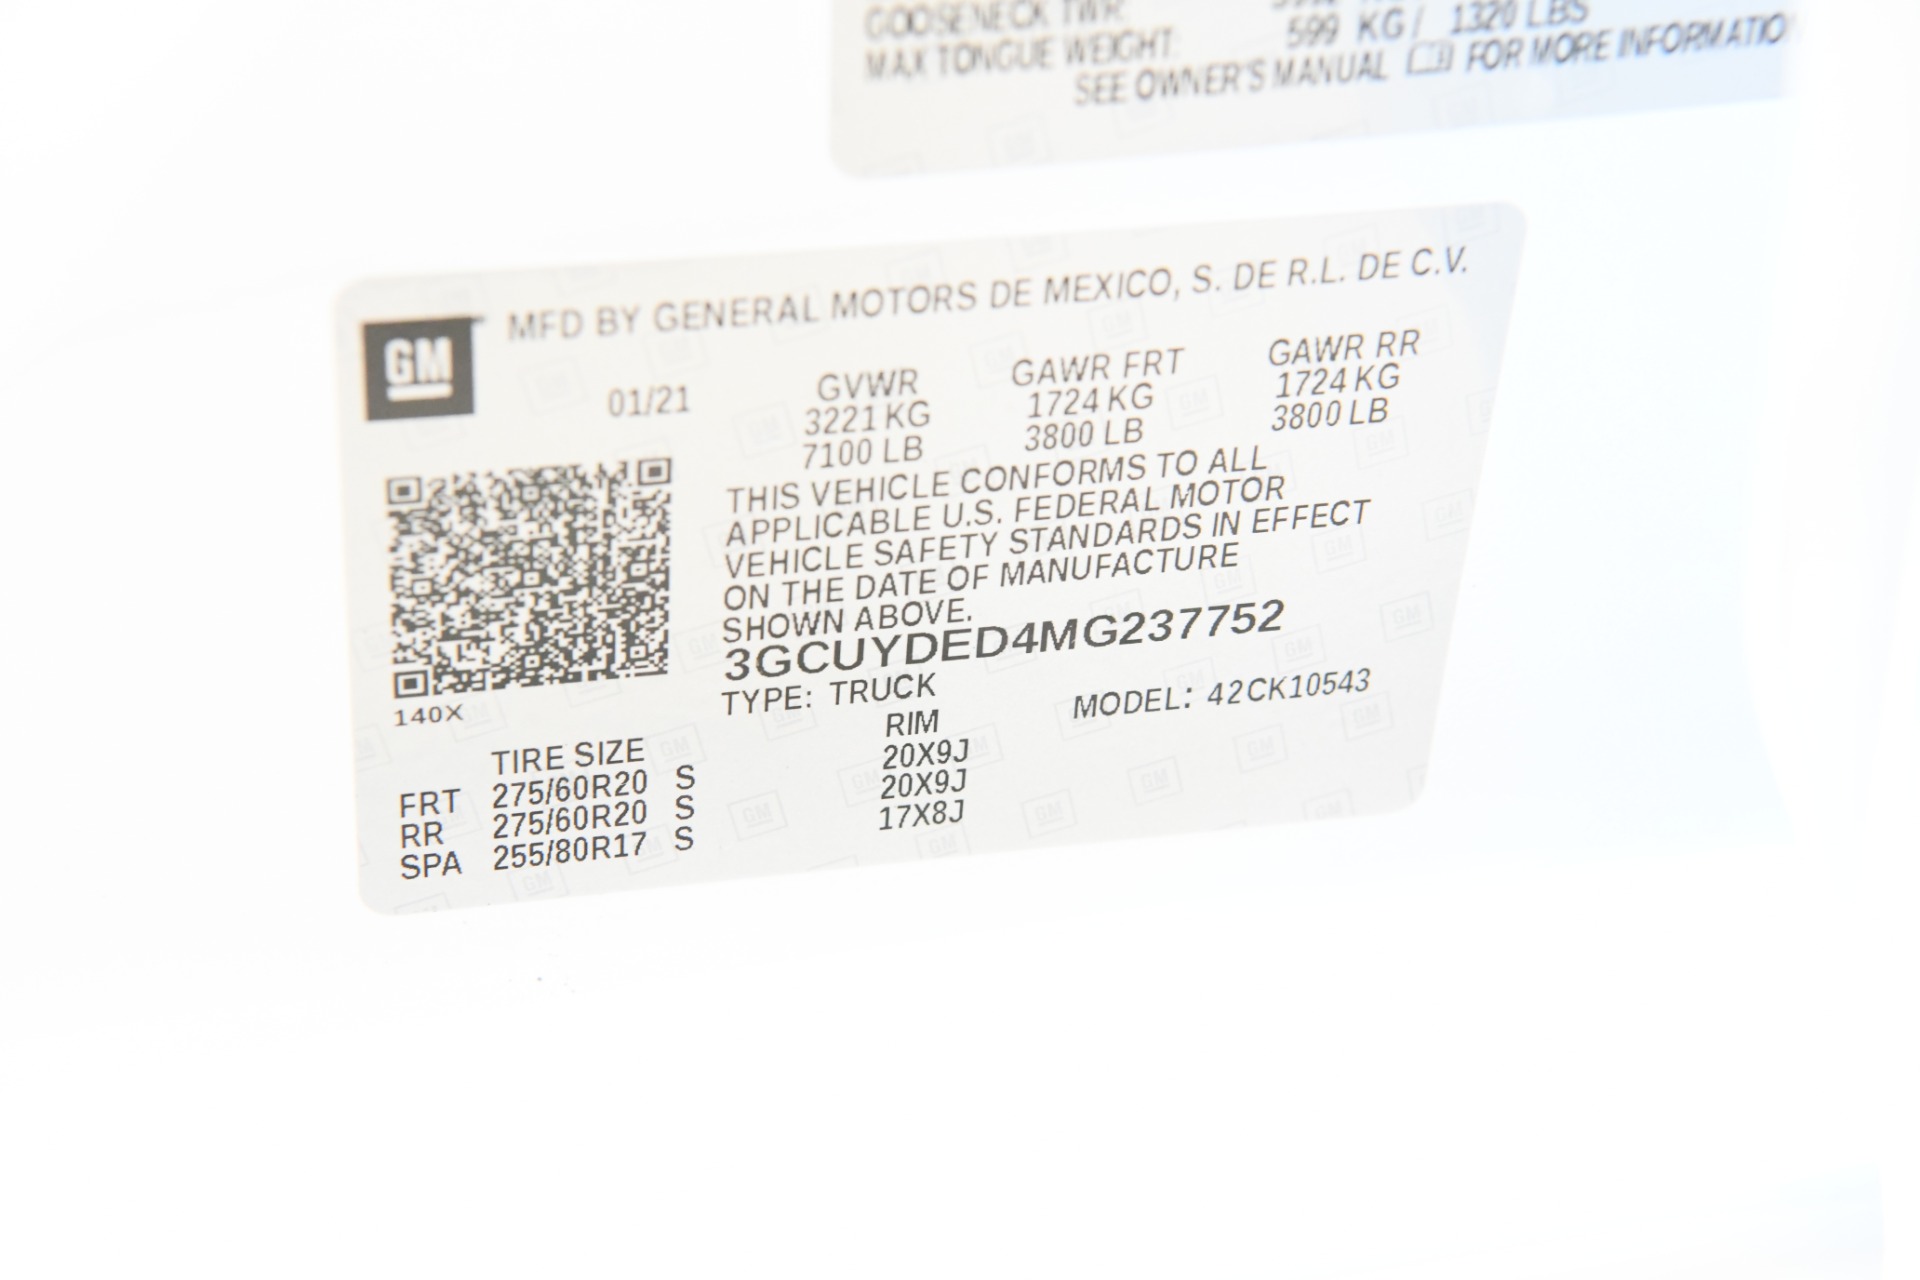 GOOSENECK TWR:
MAX TONGUE WEIGHT: 599 KG / 1320 LBS
SEE OWNER'S MANUAL FOR MORE INFORMATIO
GM
MFD BY GENERAL MOTORS DE MEXICO, S. DE R.L. DE C.V.
01/21 GVWR GAWR FRT GAWR RR
3221 KG 1724 KG 1724 KG
7100 LB 3800 LB 3800 LB
THIS VEHICLE CONFORMS TO ALL
APPLICABLE U.S. FEDERAL MOTOR
VEHICLE SAFETY STANDARDS IN EFFECT
ON THE DATE OF MANUFACTURE
SHOWN ABOVE.
3GCUYDED4MG237752
TYPE: TRUCK MODEL: 42CK10543
140X
TIRE SIZE RIM
FRT 275/60R20 S 20X9J
RR 275/60R20 S 20X9J
SPA 255/80R17 S 17X8J